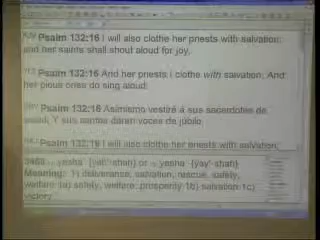 Psalm 132:16 I will also clothe her priests with salvation:
and her saints shall shout aloud for joy.
Psalm 132:16 And her priests I clothe with salvation, And
her pious ones do sing aloud.
Psalm 132:16 Asimismo vestiré á sus sacerdotes de
salud, Y sus santos darán voces de júbilo.
Psalm 132:16 I will also clothe her priests with salvation;
yesha` {yeh'-shah} or yesha` {yay'-shah}
Meaning: 1) deliverance, salvation, rescue, safety,
welfare 1a) safety, welfare, prosperity 1b) salvation 1c)
victory